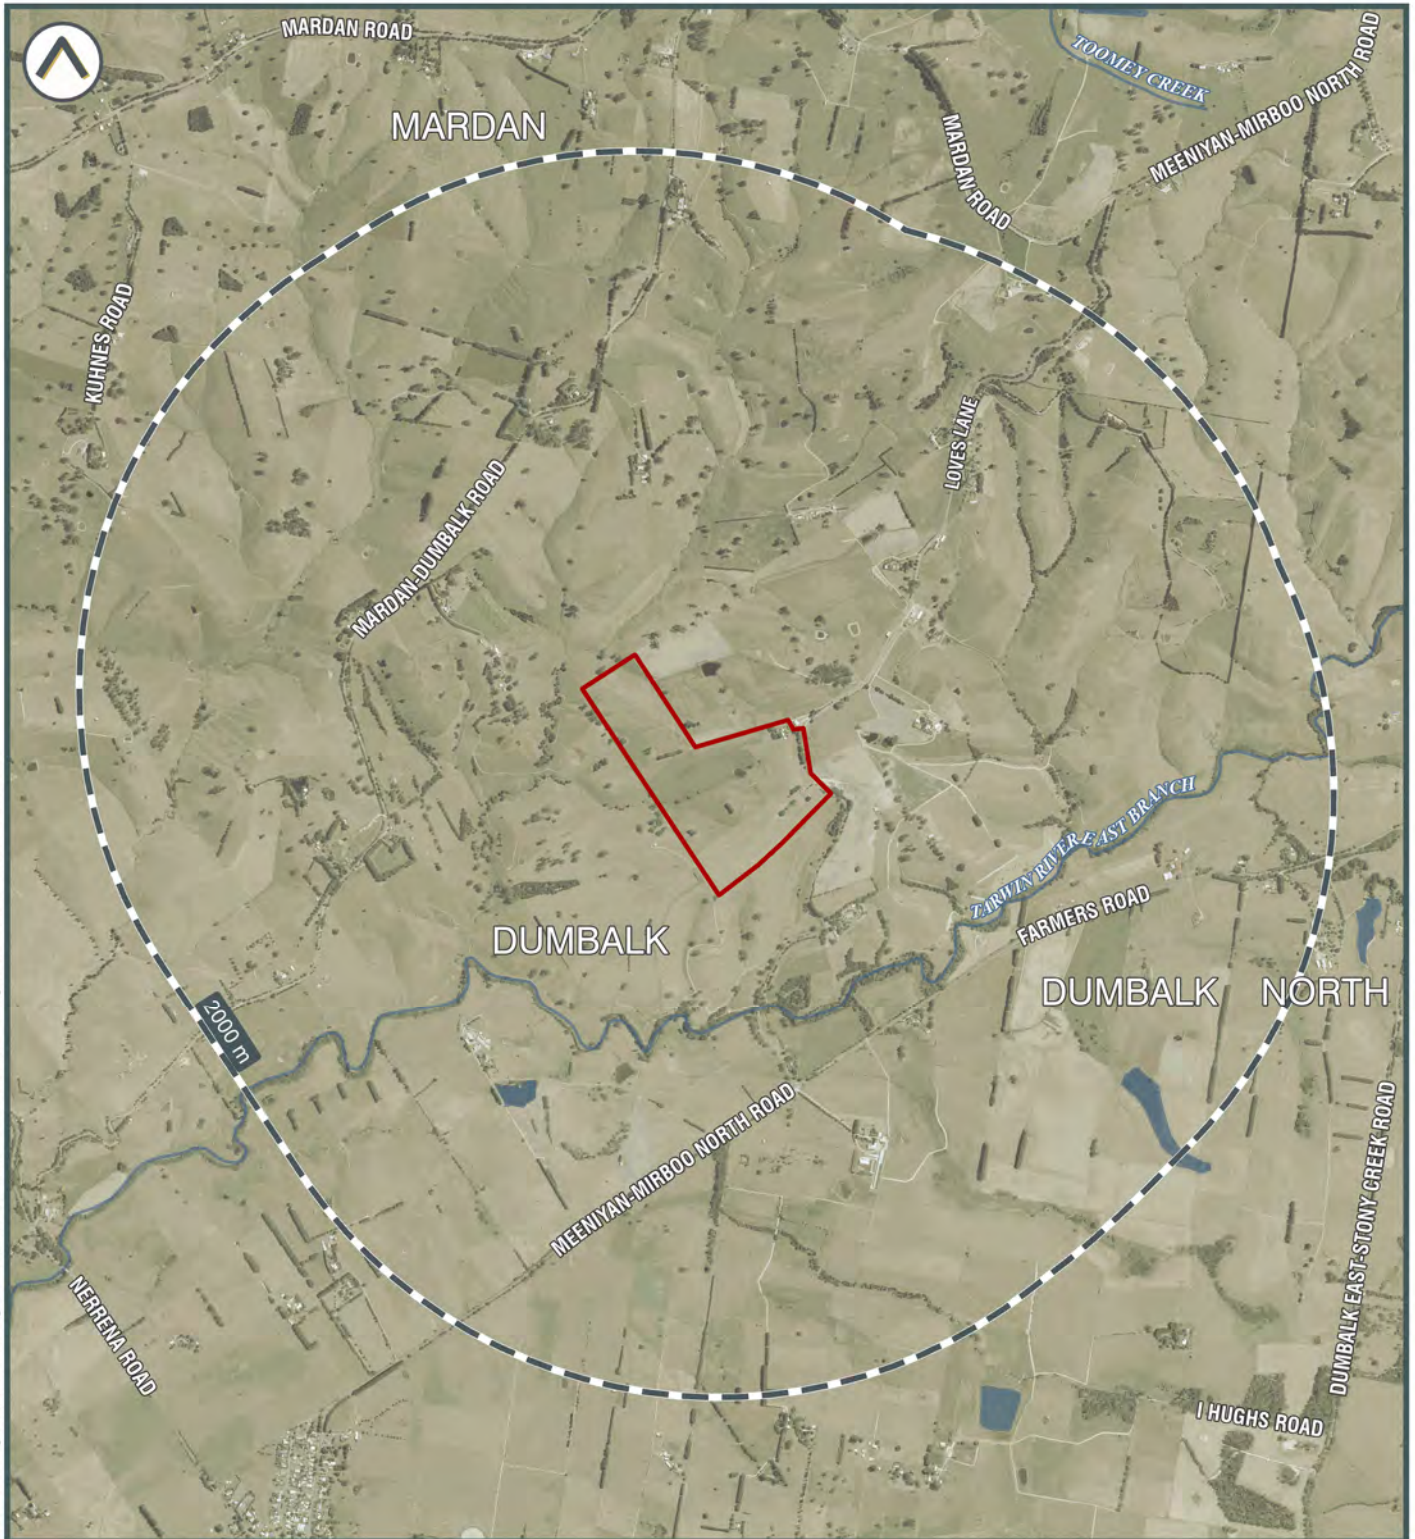 MARDAN ROAD
TOOMEY CREEK
MEENIYAN-MIRBOO NORTH ROAD
MARDAN
MARDAN ROAD
KUHNES ROAD
LOVES LANE
MARDAN-DUMBALK ROAD
TARWIN RIVER EAST BRANCH
FARMERS ROAD
DUMBALK
DUMBALK NORTH
2000 m
MEENIYAN-MIRBOO NORTH ROAD
DUMBALK EAST-STONY CREEK ROAD
NERRENA ROAD
I HUGHS ROAD